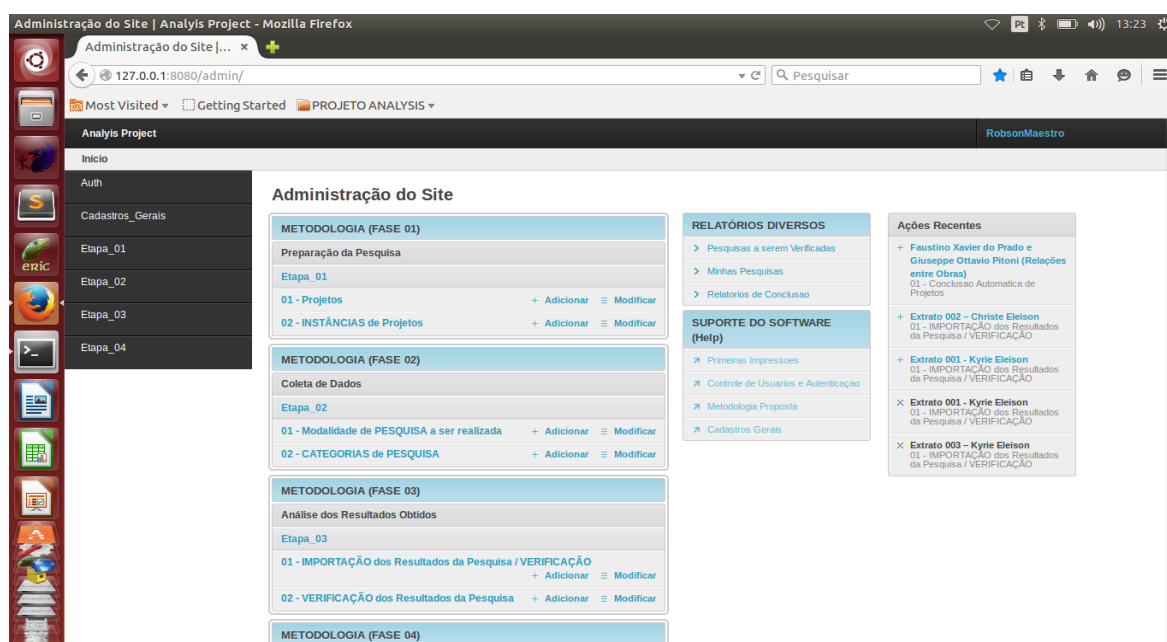 Administração do Site | Analyis Project - Mozilla Firefox
Pt
13:23
Administração do Site |... ×
127.0.0.1:8080/admin/
Pesquisar
Most Visited
Getting Started
PROJETO ANALYSIS
Analyis Project
RobsonMaestro
Início
Auth
Cadastros_Gerais
Etapa_01
Etapa_02
Etapa_03
Etapa_04
eric
Administração do Site
METODOLOGIA (FASE 01)
Preparação da Pesquisa
Etapa_01
01 - Projetos + Adicionar Modificar
02 - INSTÂNCIAS de Projetos + Adicionar Modificar
METODOLOGIA (FASE 02)
Coleta de Dados
Etapa_02
01 - Modalidade de PESQUISA a ser realizada + Adicionar Modificar
02 - CATEGORIAS de PESQUISA + Adicionar Modificar
METODOLOGIA (FASE 03)
Análise dos Resultados Obtidos
Etapa_03
01 - IMPORTAÇÃO dos Resultados da Pesquisa / VERIFICAÇÃO
+ Adicionar Modificar
02 - VERIFICAÇÃO dos Resultados da Pesquisa + Adicionar Modificar
METODOLOGIA (FASE 04)
RELATÓRIOS DIVERSOS
Pesquisas a serem Verificadas
Minhas Pesquisas
Relatorios de Conclusao
SUPORTE DO SOFTWARE
(Help)
Primeiras Impressoes
Controle de Usuarios e Autenticaçao
Metodologia Proposta
Cadastros Gerais
Ações Recentes
+ Faustino Xavier do Prado e
Giuseppe Ottavio Pitoni (Relações
entre Obras)
01 - Conclusao Automatica de
Projetos
+ Extrato 002 – Christe Eleison
01 - IMPORTAÇÃO dos Resultados
da Pesquisa / VERIFICAÇÃO
+ Extrato 001 - Kyrie Eleison
01 - IMPORTAÇÃO dos Resultados
da Pesquisa / VERIFICAÇÃO
× Extrato 001 - Kyrie Eleison
01 - IMPORTAÇÃO dos Resultados
da Pesquisa / VERIFICAÇÃO
× Extrato 003 – Kyrie Eleison
01 - IMPORTAÇÃO dos Resultados
da Pesquisa / VERIFICAÇÃO